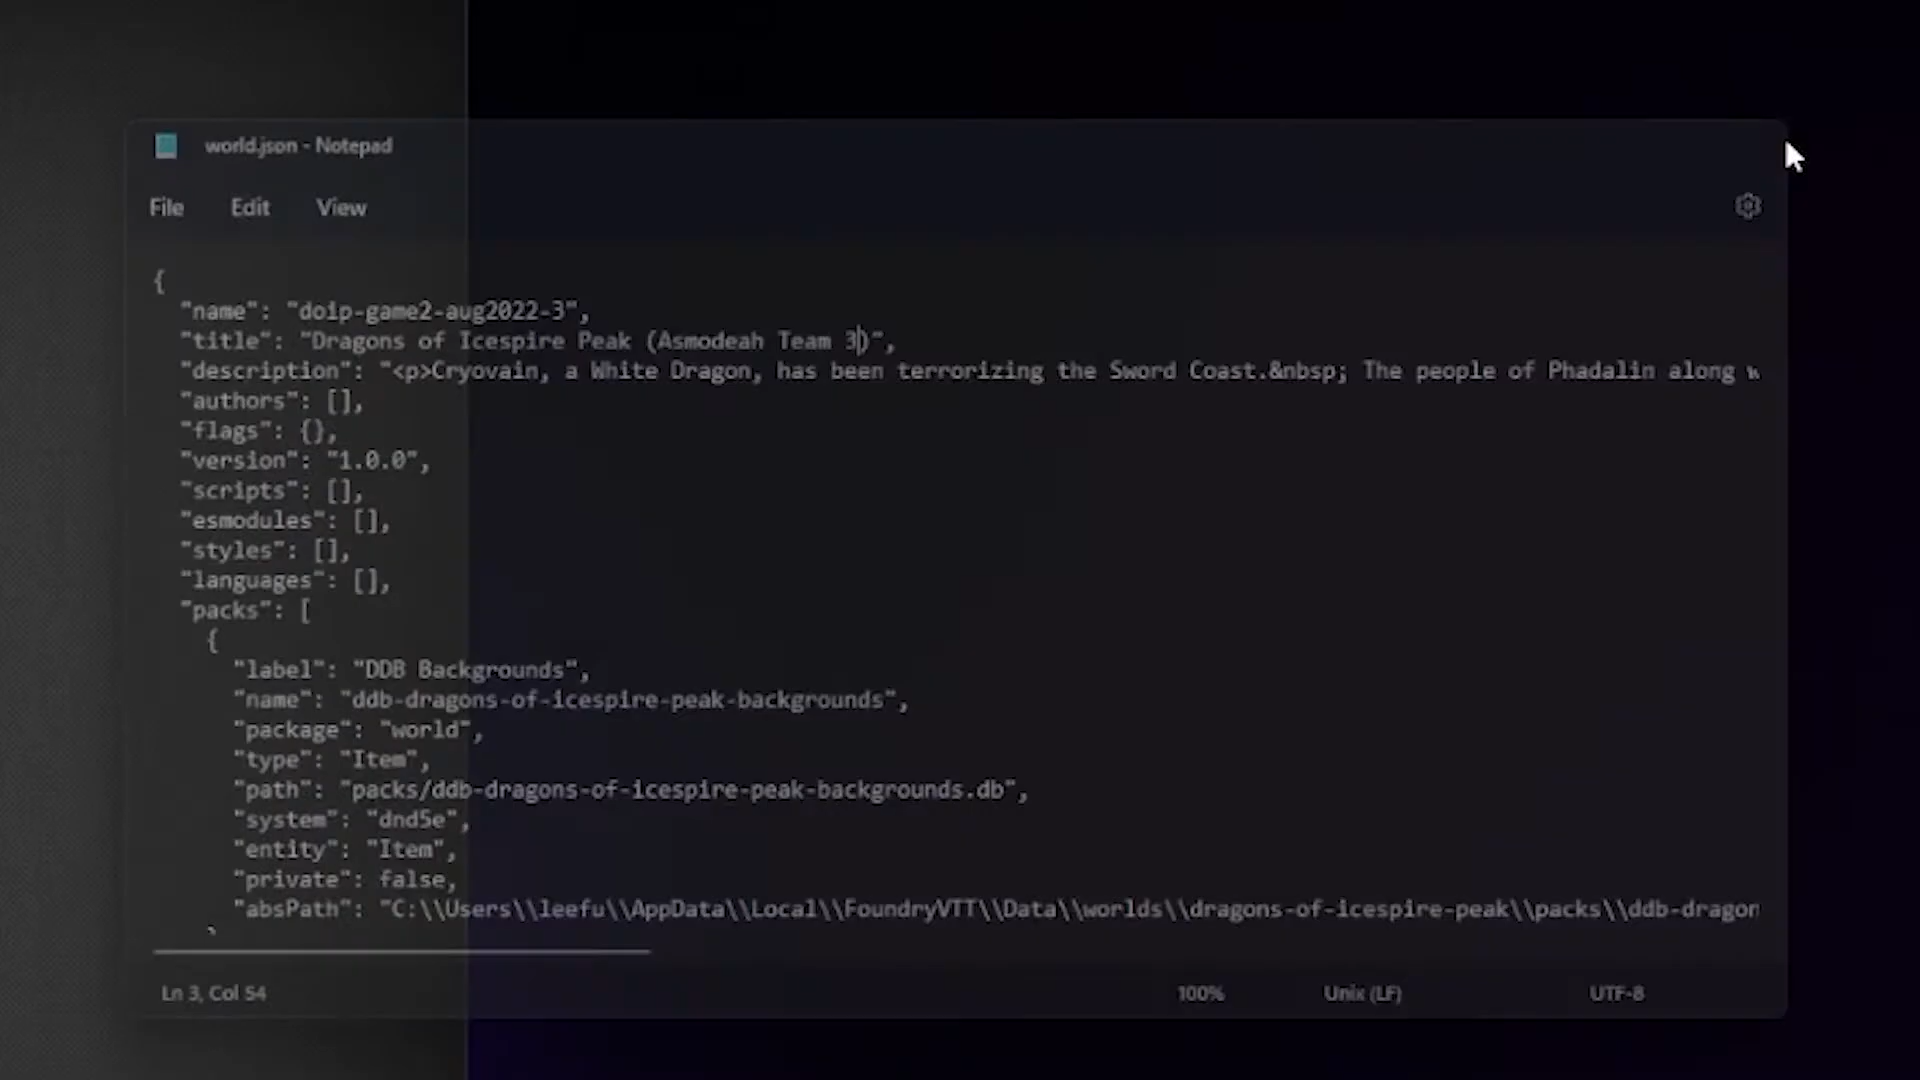 world.json - Notepad
File Edit View
{
"name": "doip-game2-aug2022-3",
"title": "Dragons of Icespire Peak (Asmodeah Team 3)",
"description": "<p>Cryovain, a White Dragon, has been terrorizing the Sword Coast.&nbsp; The people of Phadalin along
"authors": [],
"flags": {},
"version": "1.0.0",
"scripts": [],
"esmodules": [],
"styles": [],
"languages": [],
"packs": [
{
"label": "DDB Backgrounds",
"name": "ddb-dragons-of-icespire-peak-backgrounds",
"package": "world",
"type": "Item",
"path": "packs/ddb-dragons-of-icespire-peak-backgrounds.db",
"system": "dnd5e",
"entity": "Item",
"private": false,
"absPath": "C:\\Users\\leefu\\AppData\\Local\\FoundryVTT\\Data\\worlds\\dragons-of-icespire-peak\\packs\\ddb-dragon
Ln 3, Col 54 100% Unix (LF) UTF-8